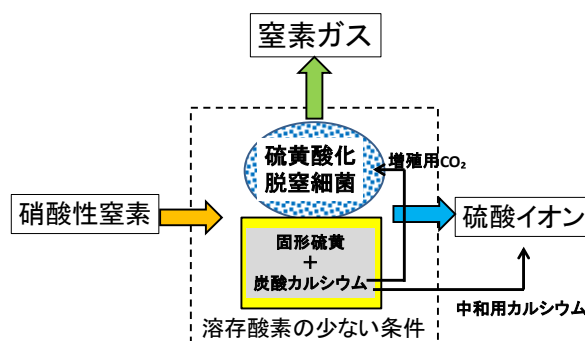 窒素ガス
硫黄酸化
脱窒細菌
増殖用CO₂
硝酸性窒素
硫酸イオン
固形硫黄
+
炭酸カルシウム
中和用カルシウム
溶存酸素の少ない条件